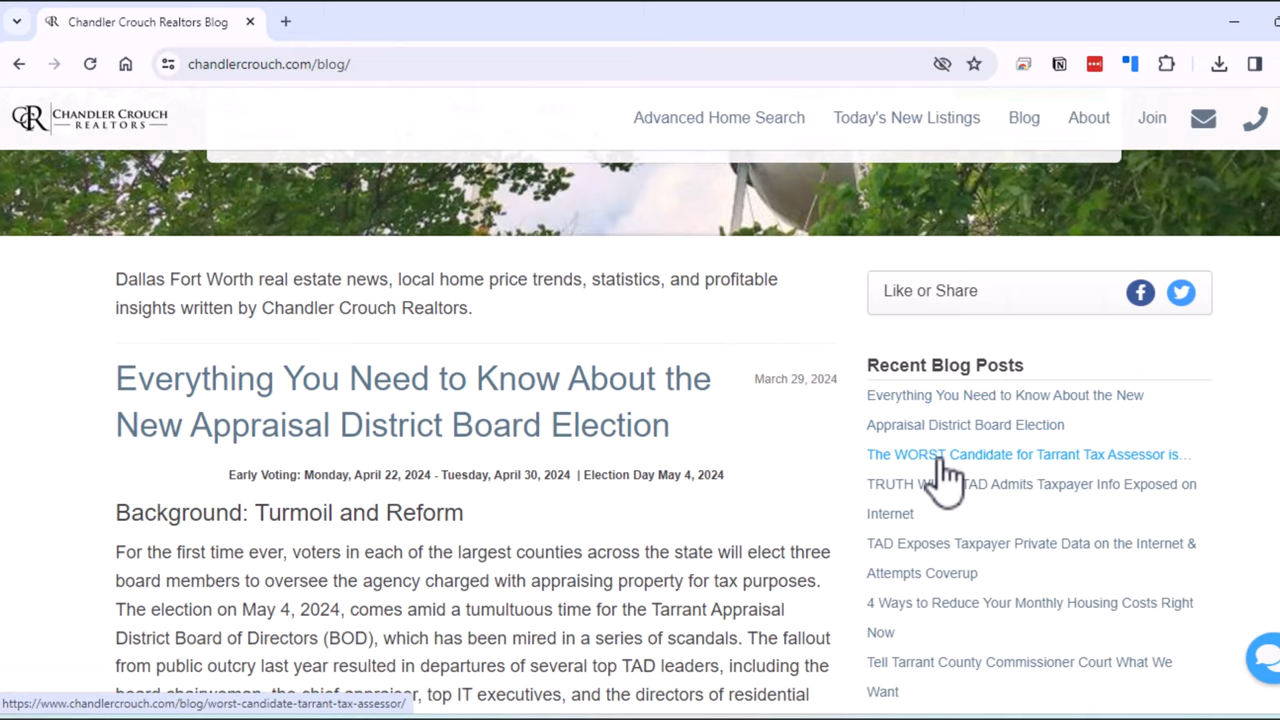 Chandler Crouch Realtors Blog
chandlercrouch.com/blog/
CR CHANDLER CROUCH
REALTORS
Advanced Home Search
Today's New Listings
Blog
About
Join
Dallas Fort Worth real estate news, local home price trends, statistics, and profitable
insights written by Chandler Crouch Realtors.
Everything You Need to Know About the
New Appraisal District Board Election
March 29, 2024
Early Voting: Monday, April 22, 2024 - Tuesday, April 30, 2024 | Election Day May 4, 2024
Background: Turmoil and Reform
For the first time ever, voters in each of the largest counties across the state will elect three
board members to oversee the agency charged with appraising property for tax purposes.
The election on May 4, 2024, comes amid a tumultuous time for the Tarrant Appraisal
District Board of Directors (BOD), which has been mired in a series of scandals. The fallout
from public outcry last year resulted in departures of several top TAD leaders, including the
board chairwoman, the chief appraiser, top IT executives, and the directors of residential
Like or Share
Recent Blog Posts
Everything You Need to Know About the New
Appraisal District Board Election
The WORST Candidate for Tarrant Tax Assessor is…
TRUTH TAD Admits Taxpayer Info Exposed on
Internet
TAD Exposes Taxpayer Private Data on the Internet &
Attempts Coverup
4 Ways to Reduce Your Monthly Housing Costs Right
Now
Tell Tarrant County Commissioner Court What We
Want
https://www.chandlercrouch.com/blog/worst-candidate-tarrant-tax-assessor/